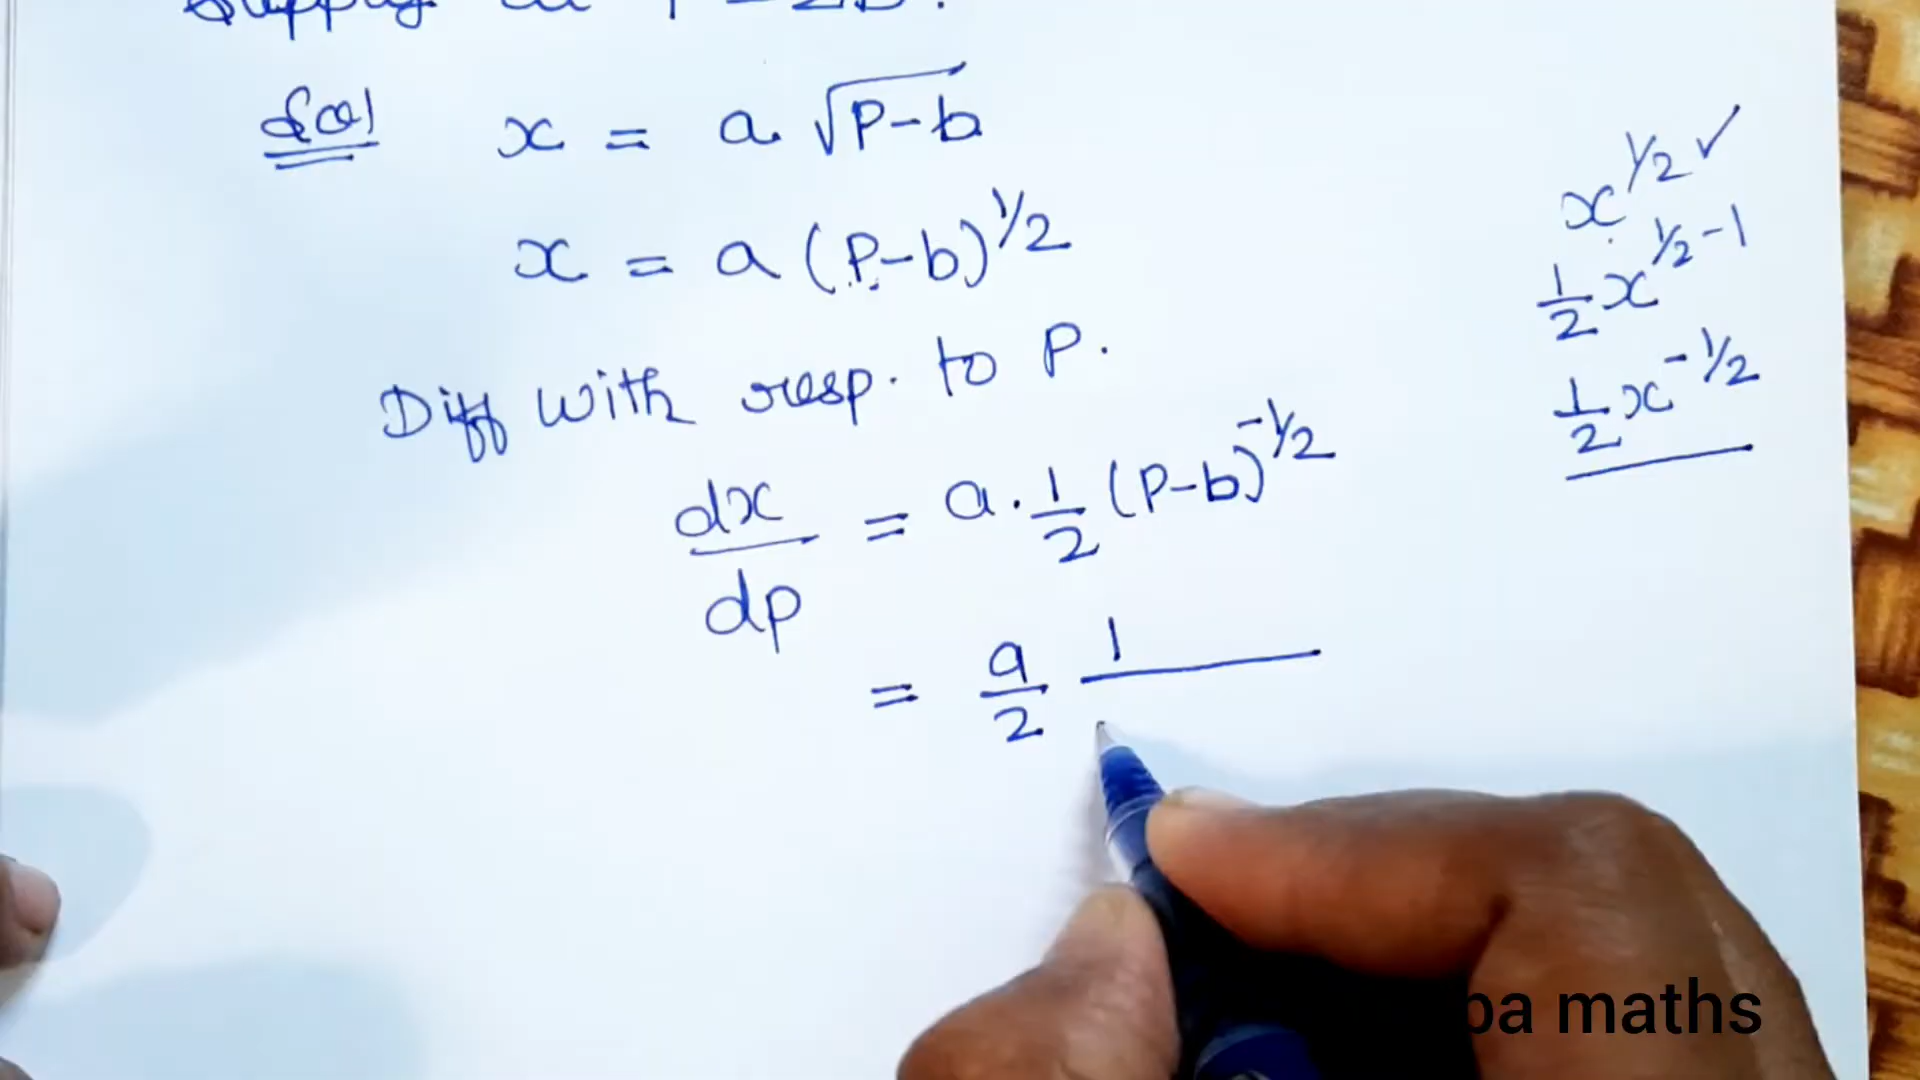 Sol x = a √P-b
x = a (P-b)^1/2
Diff with resp. to P.
dx/dp = a . 1/2 (P-b)^-1/2
= a/2 1
x^1/2 ✓
1/2 x^1/2-1
1/2 x^-1/2
maths